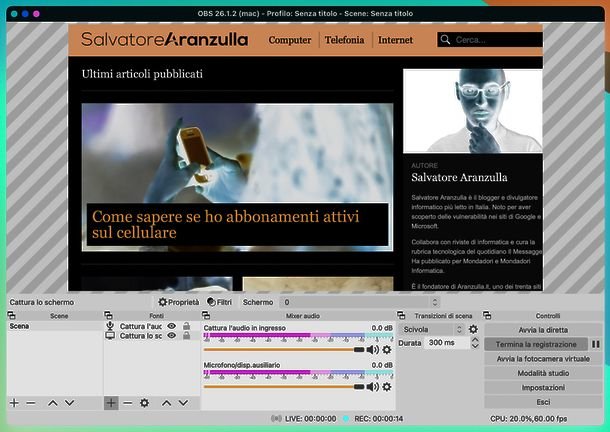 OBS 26.1.2 (mac) - Profilo: Senza titolo - Scene: Senza titolo
SalvatoreAranzulla
Computer
Telefonia
Internet
Cerca...
Ultimi articoli pubblicati
Come sapere se ho abbonamenti attivi
sul cellulare
AUTORE
Salvatore Aranzulla
Salvatore Aranzulla è il blogger e divulgatore
informatico più letto in Italia. Noto per aver
scoperto delle vulnerabilità nei siti di Google e
Microsoft.
Collabora con riviste di informatica e cura la
rubrica tecnologica del quotidiano Il Messagge
Ha pubblicato per Mondadori e Mondadori
Informatica.
È il fondatore di Aranzulla.it, uno dei trenta siti
Cattura lo schermo
Proprietà
Filtri
Schermo
0
Scene
Fonti
Mixer audio
Transizioni di scena
Controlli
Scena
Cattura l'auc
Cattura lo sc
Cattura l'audio in ingresso
0.0 dB
Microfono/disp.ausiliario
0.0 dB
Scivola
Durata
300 ms
Avvia la diretta
Termina la registrazione
Avvia la fotocamera virtuale
Modalità studio
Impostazioni
Esci
LIVE: 00:00:00
REC: 00:00:14
CPU: 20.0%,60.00 fps